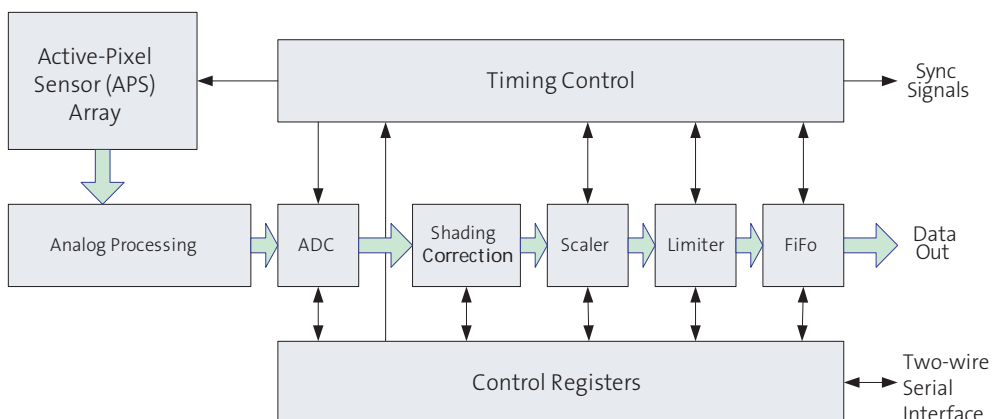 Active-Pixel
Sensor (APS)
Array
Timing Control
Sync
Signals
Analog Processing
ADC
Shading
Correction
Scaler
Limiter
FiFo
Data
Out
Control Registers
Two-wire
Serial
Interface